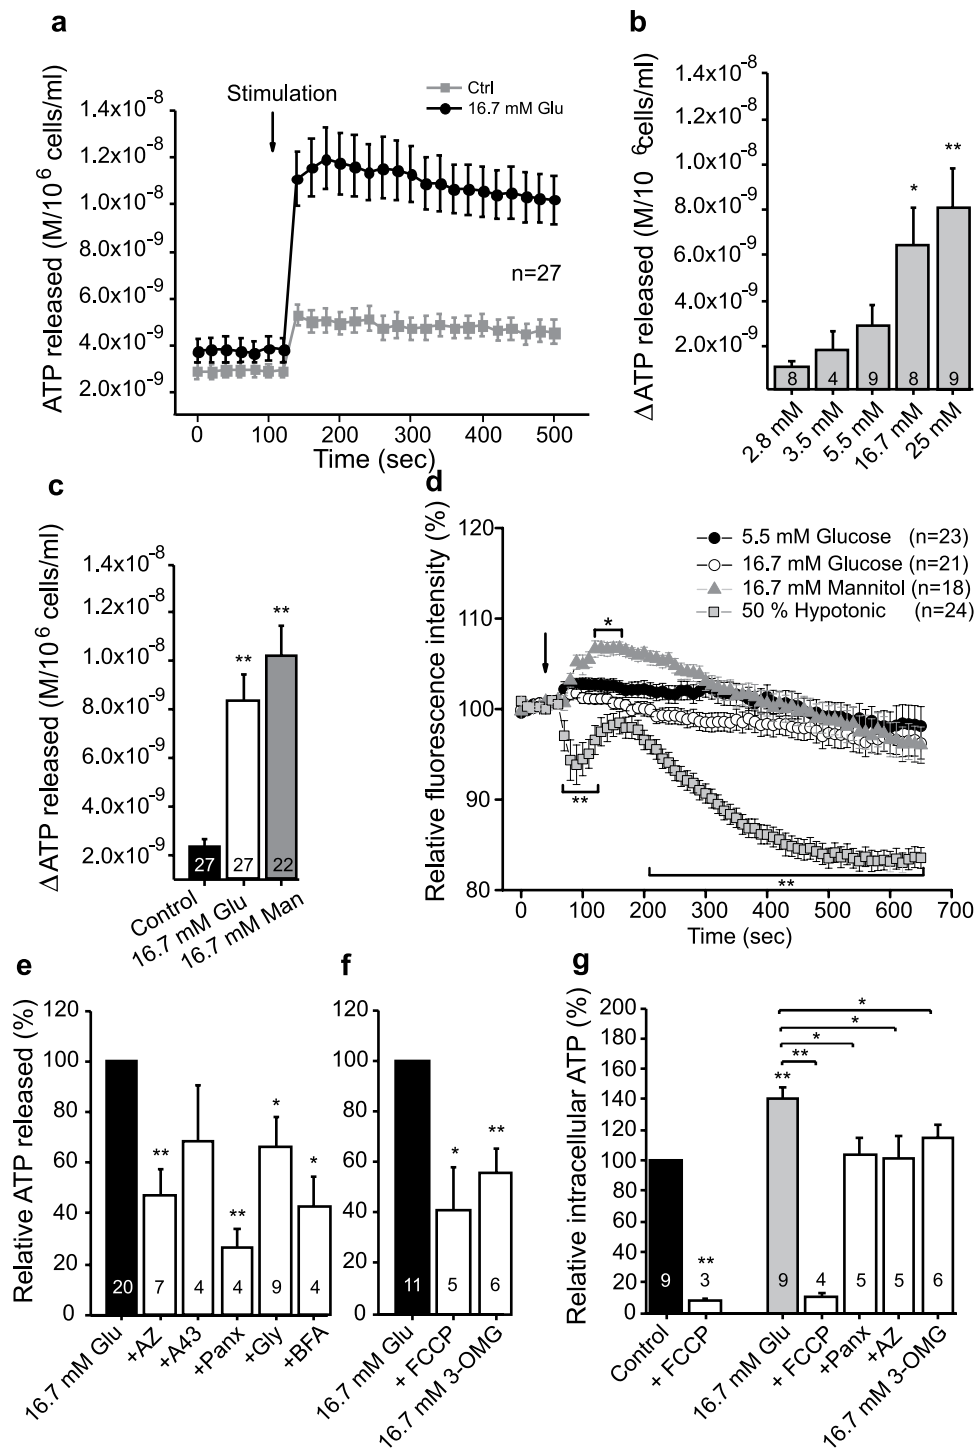 a
ATP released (M/10^6 cells/ml)
1.4x10^-8
1.2x10^-8
1.0x10^-8
8.0x10^-9
6.0x10^-9
4.0x10^-9
2.0x10^-9
Stimulation
Ctrl
16.7 mM Glu
n=27
0 100 200 300 400 500
Time (sec)
b
ΔATP released (M/10^6 cells/ml)
1.4x10^-8
1.2x10^-8
1.0x10^-8
8.0x10^-9
6.0x10^-9
4.0x10^-9
2.0x10^-9
* **
8 4 9 8 9
2.8 mM 3.5 mM 5.5 mM 16.7 mM 25 mM
c
ΔATP released (M/10^6 cells/ml)
1.4x10^-8
1.2x10^-8
1.0x10^-8
8.0x10^-9
6.0x10^-9
4.0x10^-9
2.0x10^-9
** **
27 27 22
Control 16.7 mM Glu 16.7 mM Man
d
Relative fluorescence intensity (%)
120
110
100
90
80
5.5 mM Glucose (n=23)
16.7 mM Glucose (n=21)
16.7 mM Mannitol (n=18)
50 % Hypotonic (n=24)
*
**
**
0 100 200 300 400 500 600 700
Time (sec)
e
Relative ATP released (%)
120
100
80
60
40
20
0
** ** * *
20 7 4 4 9 4
16.7 mM Glu +AZ +A43 +Panx +Gly +BFA
f
120
100
80
60
40
20
0
* **
11 5 6
16.7 mM Glu + FCCP 16.7 mM 3-OMG
g
Relative intracellular ATP (%)
200
180
160
140
120
100
80
60
40
20
0
*
*
*
**
**
**
9 3 9 4 5 5 6
Control + FCCP 16.7 mM Glu + FCCP +Panx +AZ 16.7 mM 3-OMG